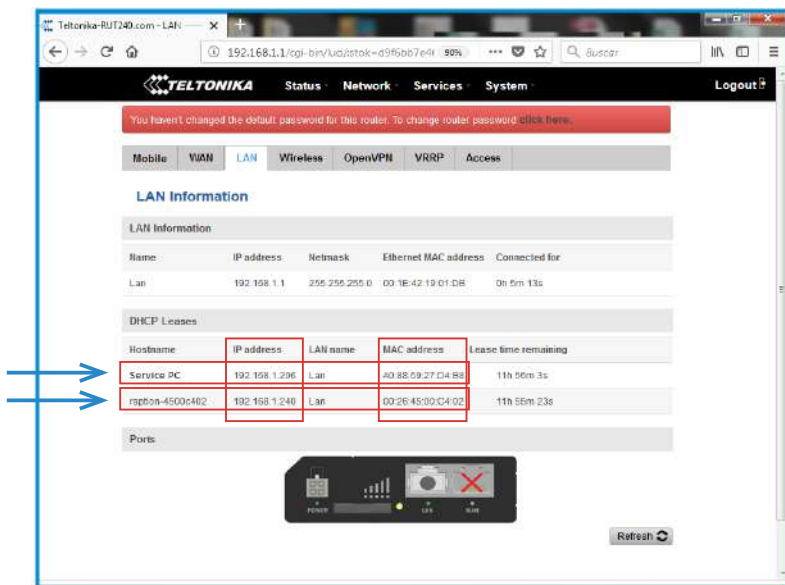 Teltonika-RUT240.com - LAN
192.168.1.1/cgi-bin/luci/stok=d9f6bb7e4 90% Buscar
TELTONIKA Status Network Services System Logout
You haven't changed the default password for this router. To change router password click here.
Mobile WAN LAN Wireless OpenVPN VRRP Access
LAN Information
LAN Information
Name IP address Netmask Ethernet MAC address Connected for
Lan 192.168.1.1 255.255.255.0 00:1E:42:19:01:DB 0h 5m 13s
DHCP Leases
Hostname IP address LAN name MAC address Lease time remaining
Service PC 192.168.1.206 Lan 40:88:69:27:D4:B8 11h 56m 3s
raption-4500c402 192.168.1.240 Lan 00:26:45:00:C4:02 11h 55m 23s
Ports
POWER LAN WAN
Refresh